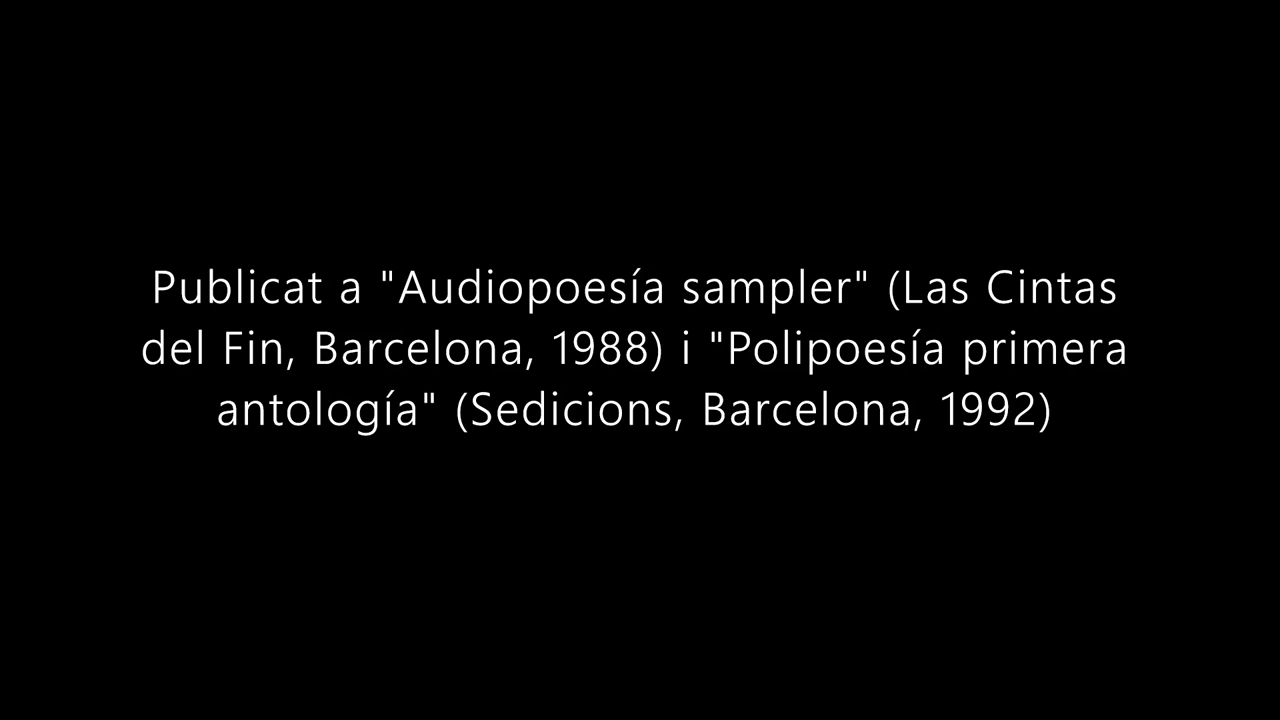 Publicat a "Audiopoesía sampler" (Las Cintas
del Fin, Barcelona, 1988) i "Polipoesía primera
antología" (Sedicions, Barcelona, 1992)